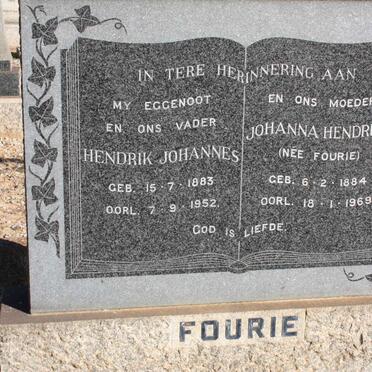 IN TERE HERINNERING AAN
MY EGGENOOT
EN ONS VADER
HENDRIK JOHANNES
GEB. 15·7·1883
OORL. 7·9·1952.
EN ONS MOEDER
JOHANNA HENDRI
(NEE FOURIE)
GEB. 6·2·1884
OORL. 18·1·1969
GOD IS LIEFDE.
FOURIE